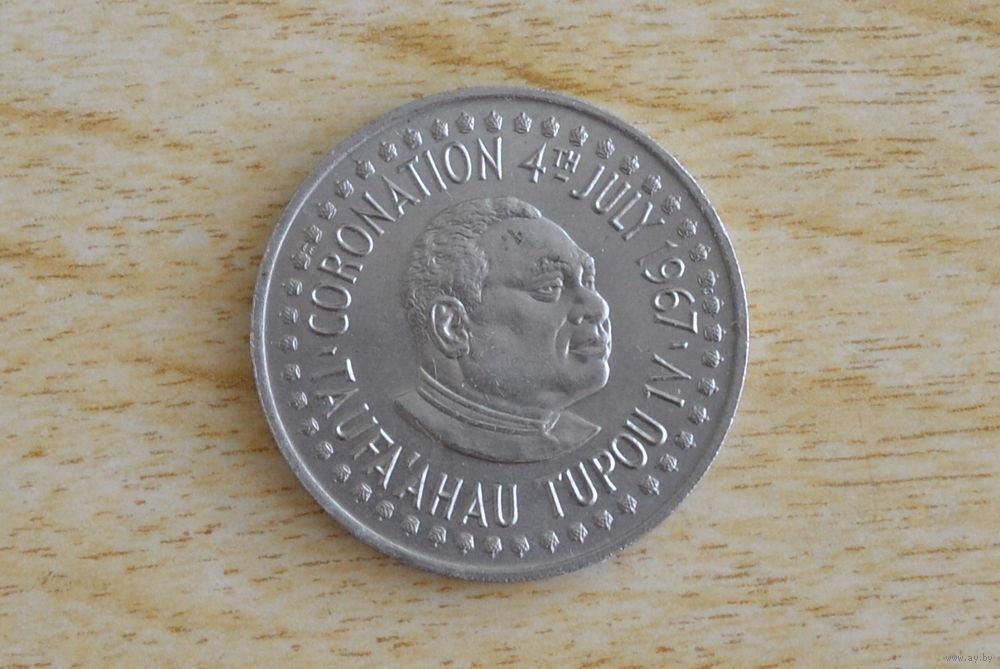 ·CORONATION 4TH JULY 1967·
TAUFA'AHAU TUPOU IV
www.ay.by